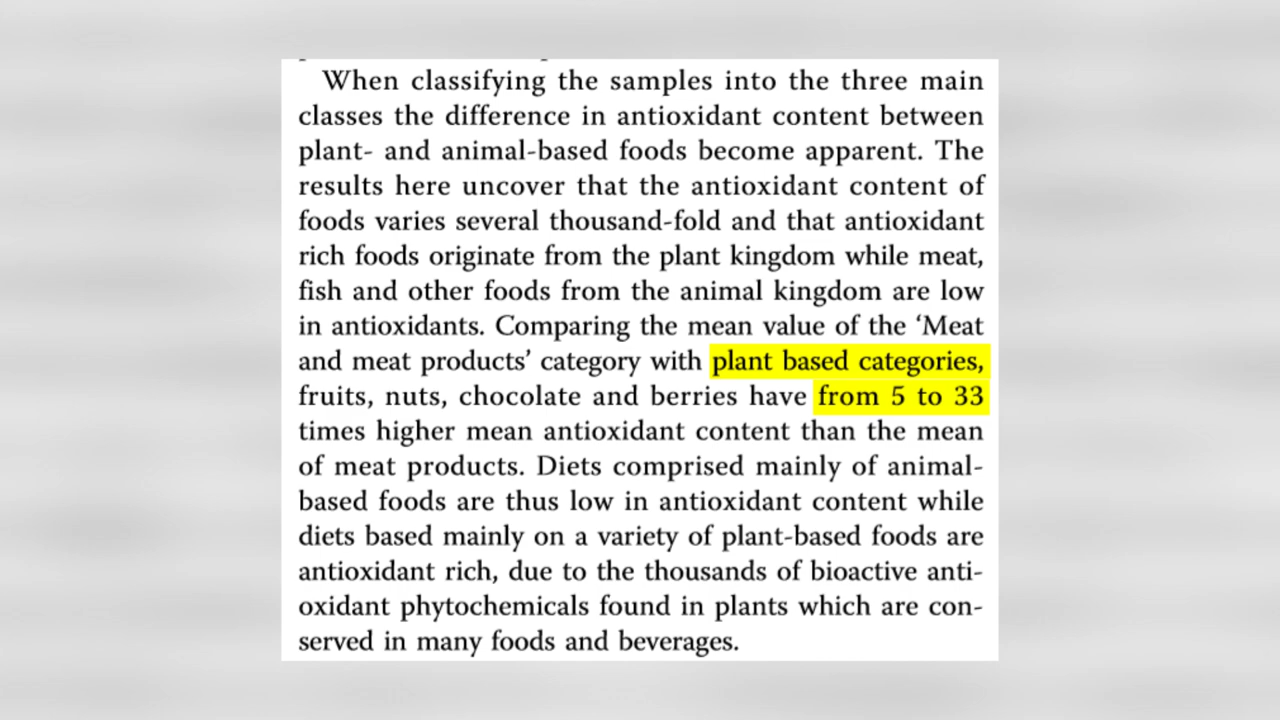 When classifying the samples into the three main
classes the difference in antioxidant content between
plant- and animal-based foods become apparent. The
results here uncover that the antioxidant content of
foods varies several thousand-fold and that antioxidant
rich foods originate from the plant kingdom while meat,
fish and other foods from the animal kingdom are low
in antioxidants. Comparing the mean value of the ‘Meat
and meat products’ category with plant based categories,
fruits, nuts, chocolate and berries have from 5 to 33
times higher mean antioxidant content than the mean
of meat products. Diets comprised mainly of animal-
based foods are thus low in antioxidant content while
diets based mainly on a variety of plant-based foods are
antioxidant rich, due to the thousands of bioactive anti-
oxidant phytochemicals found in plants which are con-
served in many foods and beverages.